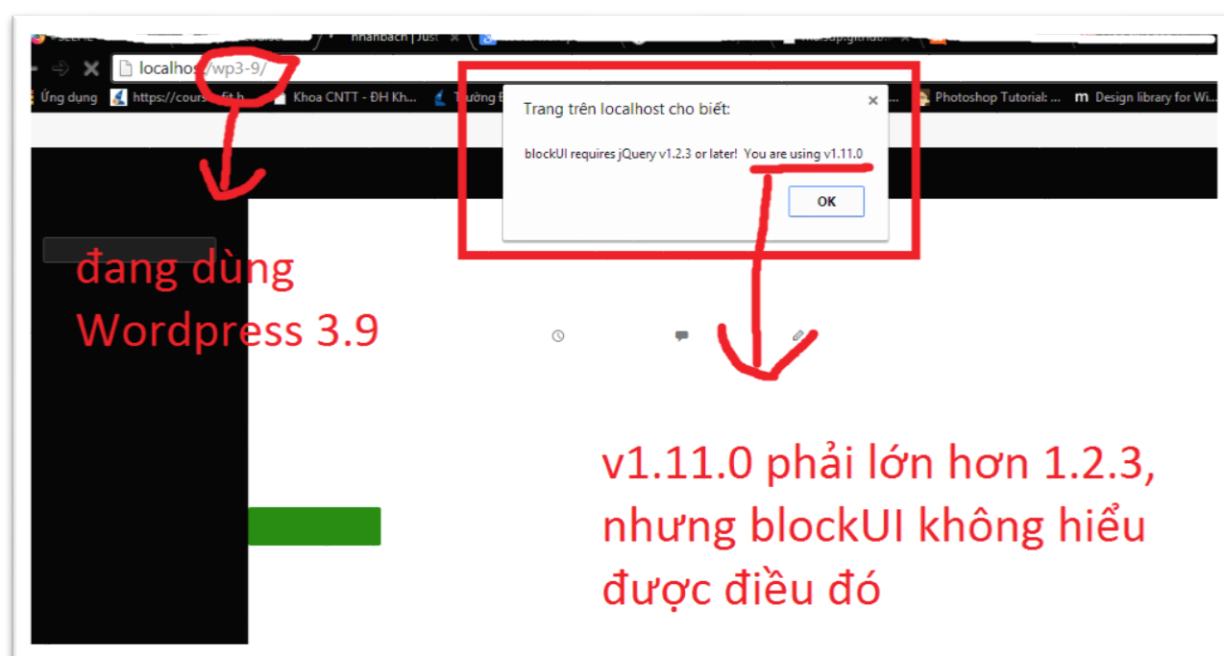 nhanbach | Just
localhost/wp3-9/
Ứng dụng
Khoa CNTT - ĐH Kh...
Photoshop Tutorial: ...
m Design library for Wi...
Trang trên localhost cho biết:
blockUI requires jQuery v1.2.3 or later! You are using v1.11.0
OK
đang dùng
Wordpress 3.9
v1.11.0 phải lớn hơn 1.2.3,
nhưng blockUI không hiểu
được điều đó